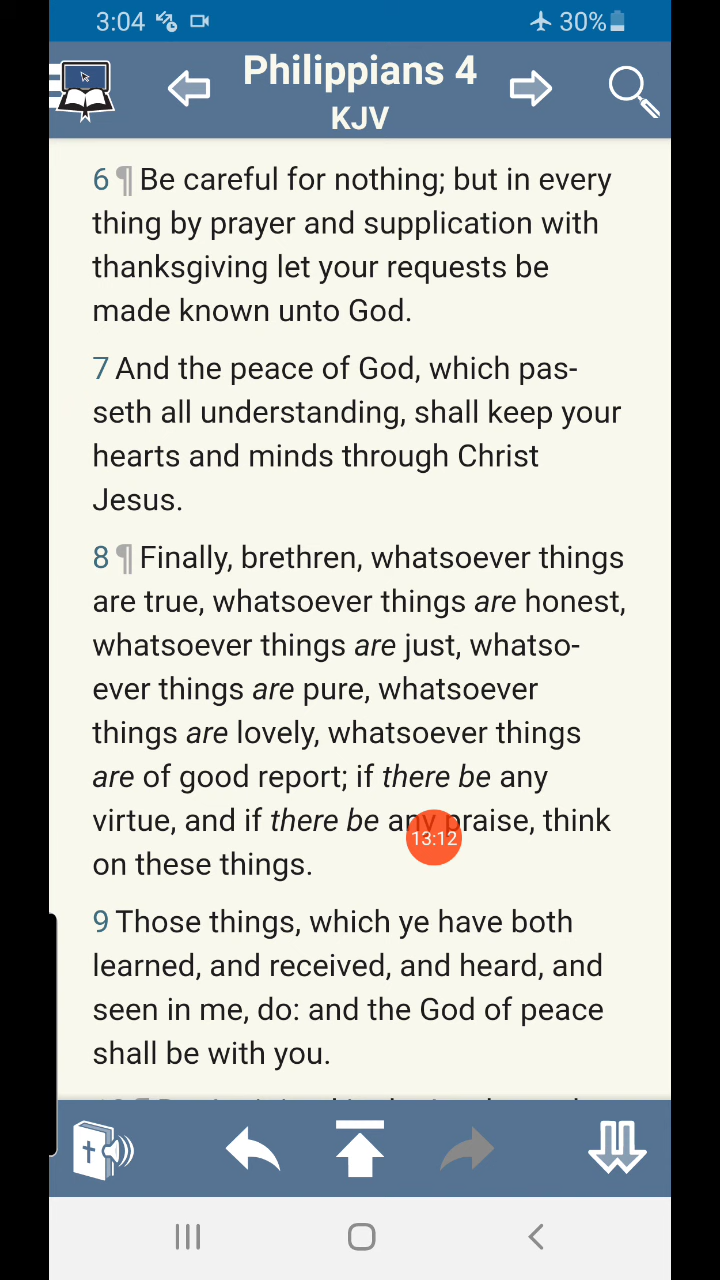 3:04 30%
Philippians 4
KJV
6 ¶ Be careful for nothing; but in every
thing by prayer and supplication with
thanksgiving let your requests be
made known unto God.
7 And the peace of God, which pas-
seth all understanding, shall keep your
hearts and minds through Christ
Jesus.
8 ¶ Finally, brethren, whatsoever things
are true, whatsoever things are honest,
whatsoever things are just, whatso-
ever things are pure, whatsoever
things are lovely, whatsoever things
are of good report; if there be any
virtue, and if there be any praise, think
13:12
on these things.
9 Those things, which ye have both
learned, and received, and heard, and
seen in me, do: and the God of peace
shall be with you.